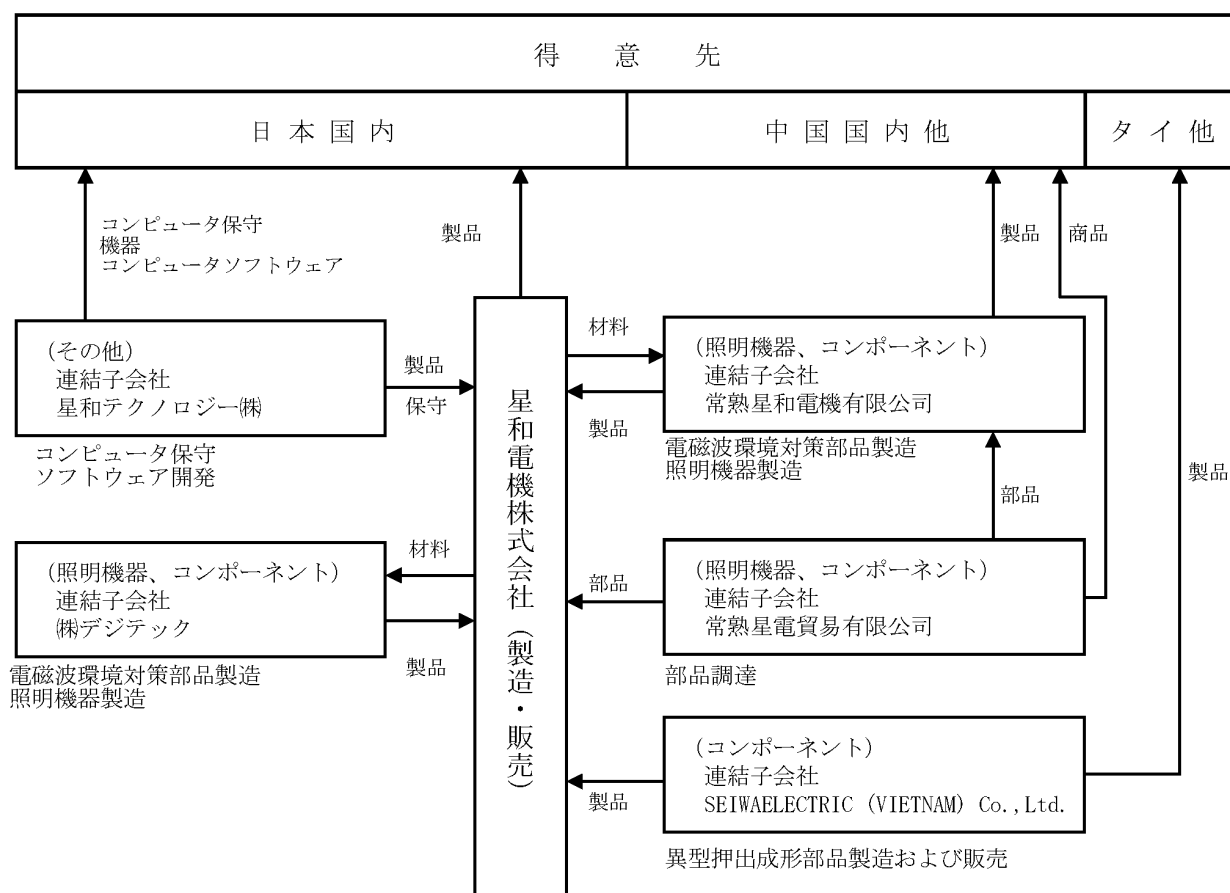 得意先
日本国内
中国国内他
タイ他
コンピュータ保守
機器
コンピュータソフトウェア
製品
製品
商品
製品
(その他)
連結子会社
星和テクノロジー㈱
コンピュータ保守
ソフトウェア開発
製品
保守
星和電機株式会社(製造・販売)
材料
製品
(照明機器、コンポーネント)
連結子会社
常熟星和電機有限公司
電磁波環境対策部品製造
照明機器製造
部品
(照明機器、コンポーネント)
連結子会社
㈱デジテック
電磁波環境対策部品製造
照明機器製造
材料
製品
部品
(照明機器、コンポーネント)
連結子会社
常熟星電貿易有限公司
部品調達
製品
(コンポーネント)
連結子会社
SEIWAELECTRIC (VIETNAM) Co.,Ltd.
異型押出成形部品製造および販売